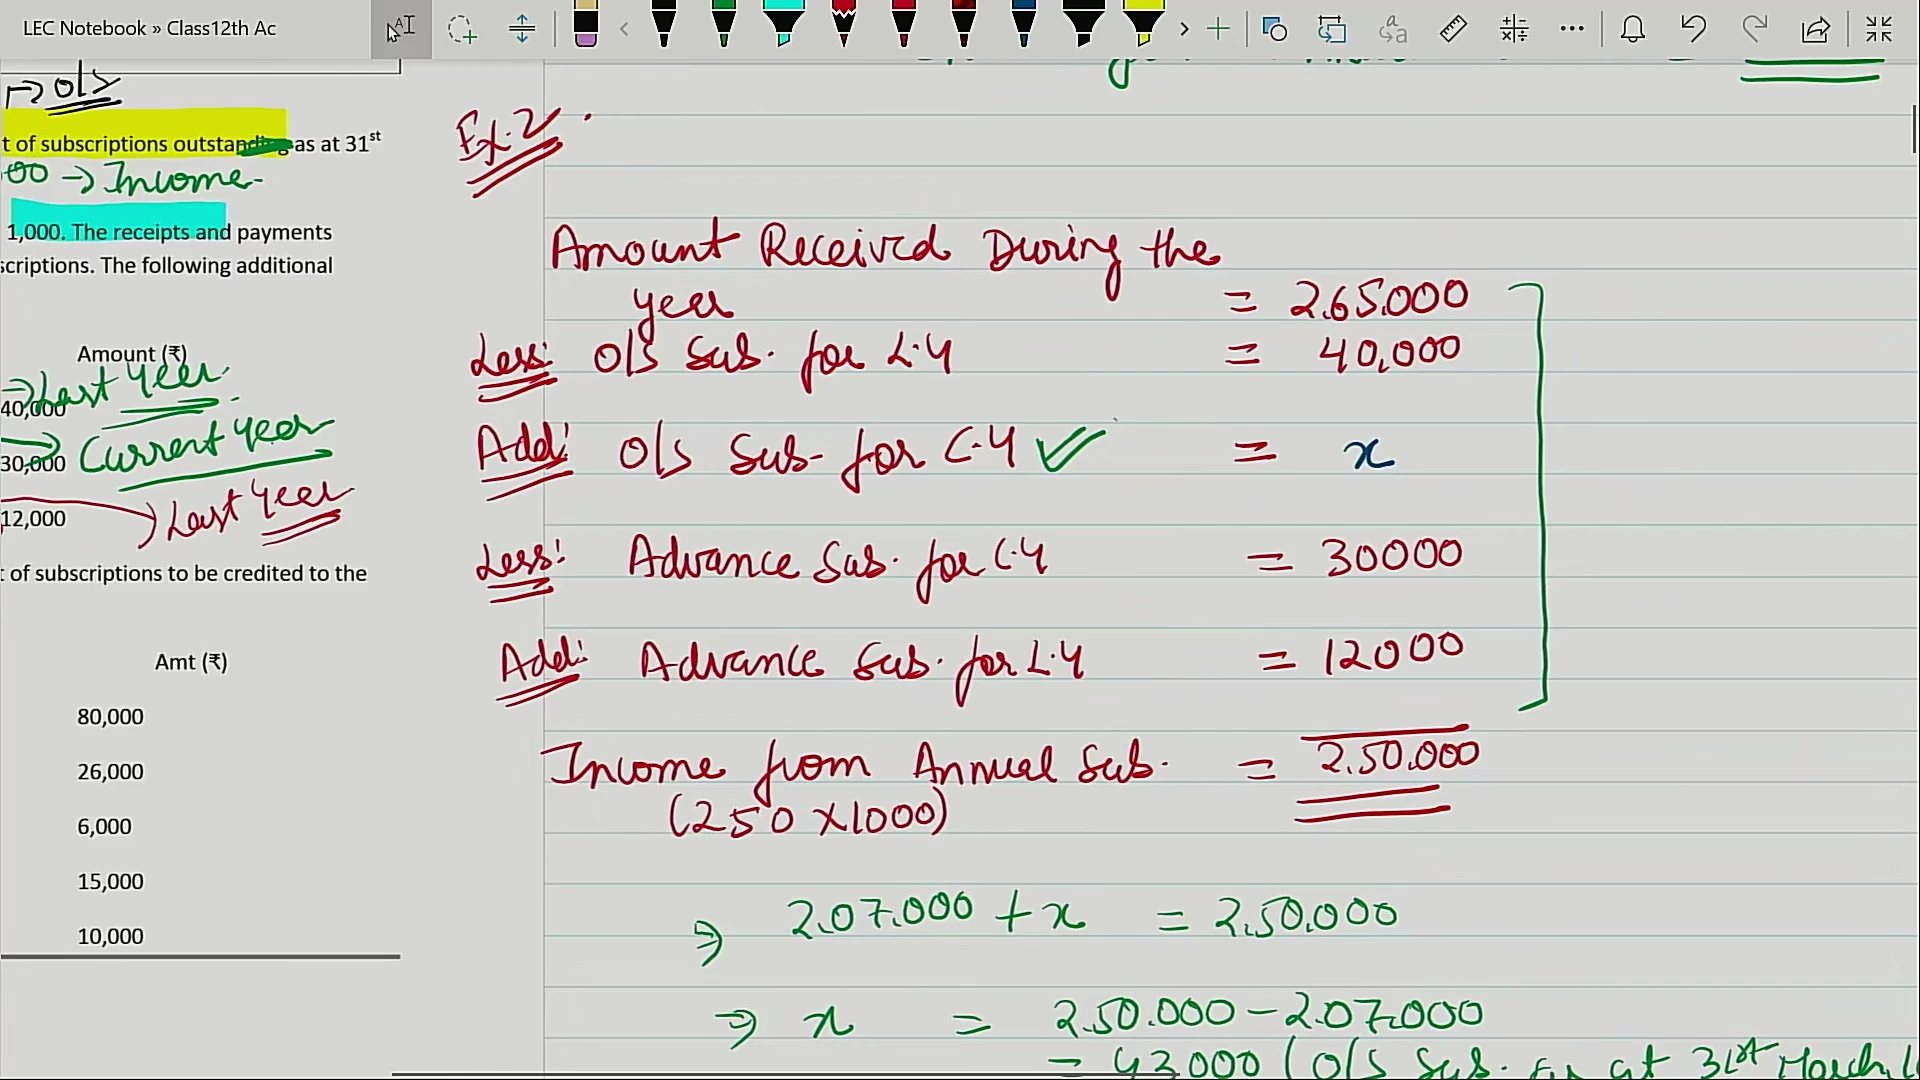 LEC Notebook » Class12th Ac
→ O/S
t of subscriptions outstanding as at 31st
00 → Income
1,000. The receipts and payments
scriptions. The following additional
Amount (₹)
→ Last Year
40,000
→ Current year
30,000
12,000
Last Year
t of subscriptions to be credited to the
Amt (₹)
80,000
26,000
6,000
15,000
10,000
Ex.2
Amount Received During the
year = 2,65,000
Less: O/S Sub. for L.Y = 40,000
Add: O/S Sub. for C.Y ✓ = x
Less: Advance Sub. for C.Y = 30000
Add: Advance Sub. for L.Y = 12000
Income from Annual Sub. = 2,50,000
(250 x 1000)
⇒ 2,07,000 + x = 2,50,000
⇒ x = 2,50,000 - 2,07,000
= 43000 (O/S Sub. as at 31st March